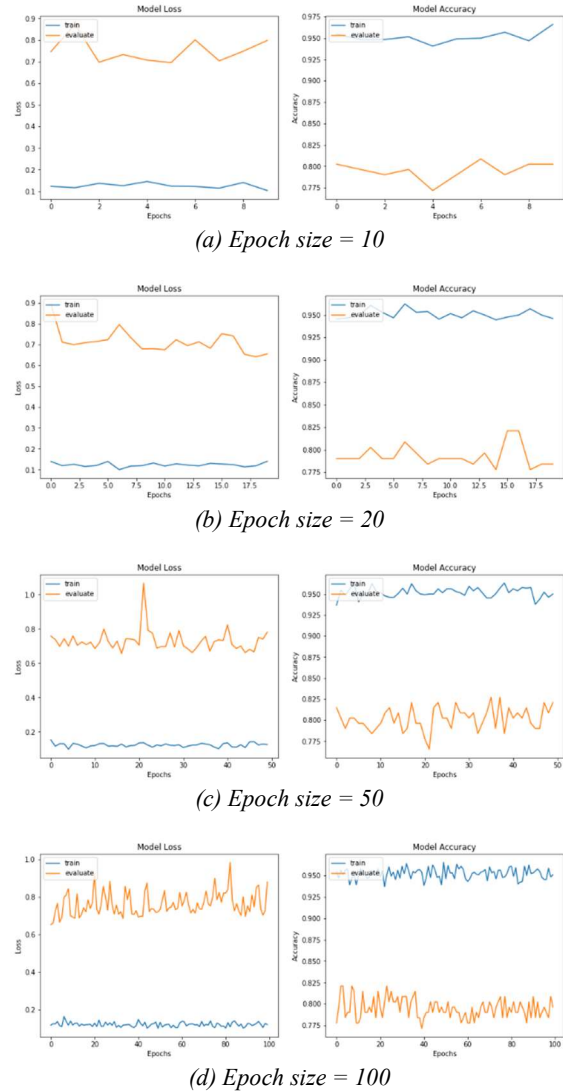 Model Loss
Model Accuracy
train
evaluate
train
evaluate
0.9
0.8
0.7
0.6
0.5
0.4
0.3
0.2
0.1
Loss
0.975
0.950
0.925
0.900
0.875
0.850
0.825
0.800
0.775
Accuracy
0 2 4 6 8
0 2 4 6 8
Epochs
Epochs
(a) Epoch size = 10
Model Loss
Model Accuracy
train
evaluate
train
evaluate
0.9
0.8
0.7
0.6
0.5
0.4
0.3
0.2
0.1
Loss
0.950
0.925
0.900
0.875
0.850
0.825
0.800
0.775
Accuracy
0.0 2.5 5.0 7.5 10.0 12.5 15.0 17.5
0.0 2.5 5.0 7.5 10.0 12.5 15.0 17.5
Epochs
Epochs
(b) Epoch size = 20
Model Loss
Model Accuracy
train
evaluate
train
evaluate
1.0
0.8
0.6
0.4
0.2
Loss
0.950
0.925
0.900
0.875
0.850
0.825
0.800
0.775
Accuracy
0 10 20 30 40 50
0 10 20 30 40 50
Epochs
Epochs
(c) Epoch size = 50
Model Loss
Model Accuracy
train
evaluate
train
evaluate
1.0
0.8
0.6
0.4
0.2
Loss
0.950
0.925
0.900
0.875
0.850
0.825
0.800
0.775
Accuracy
0 20 40 60 80 100
0 20 40 60 80 100
Epochs
Epochs
(d) Epoch size = 100